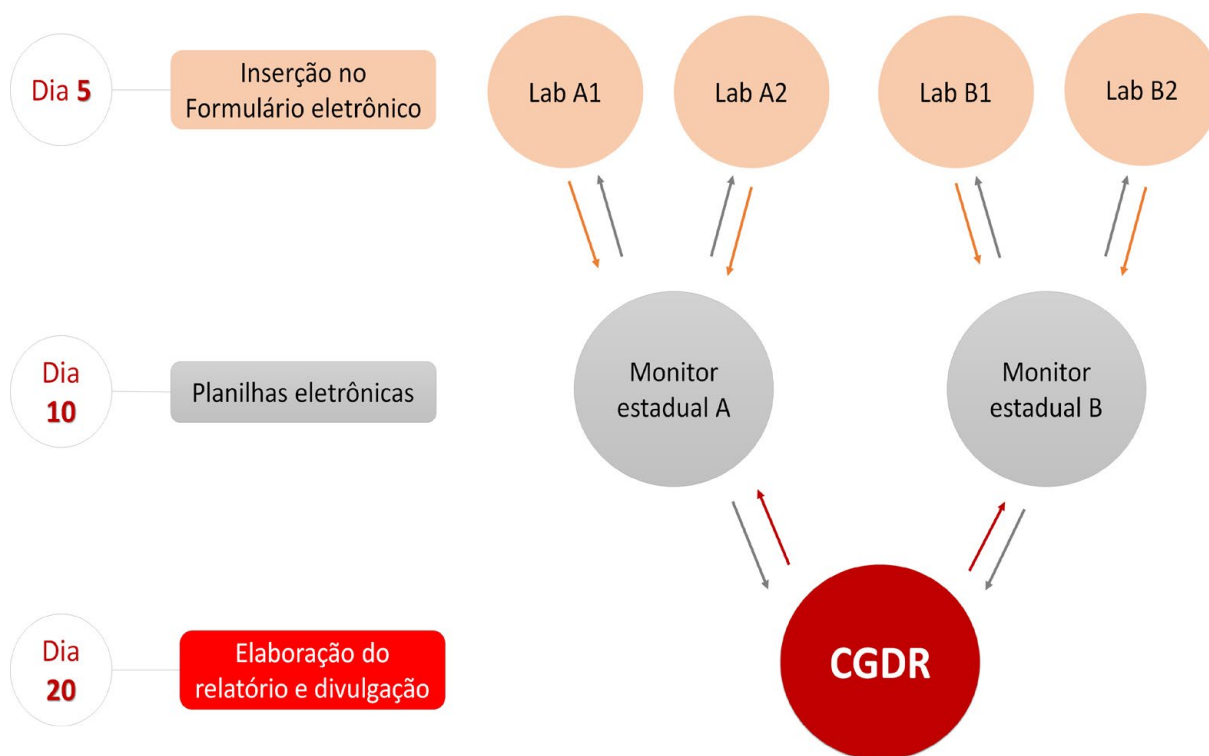 Dia 5
Inserção no
Formulário eletrônico
Lab A1
Lab A2
Lab B1
Lab B2
Dia
10
Planilhas eletrônicas
Monitor
estadual A
Monitor
estadual B
Dia
20
Elaboração do
relatório e divulgação
CGDR